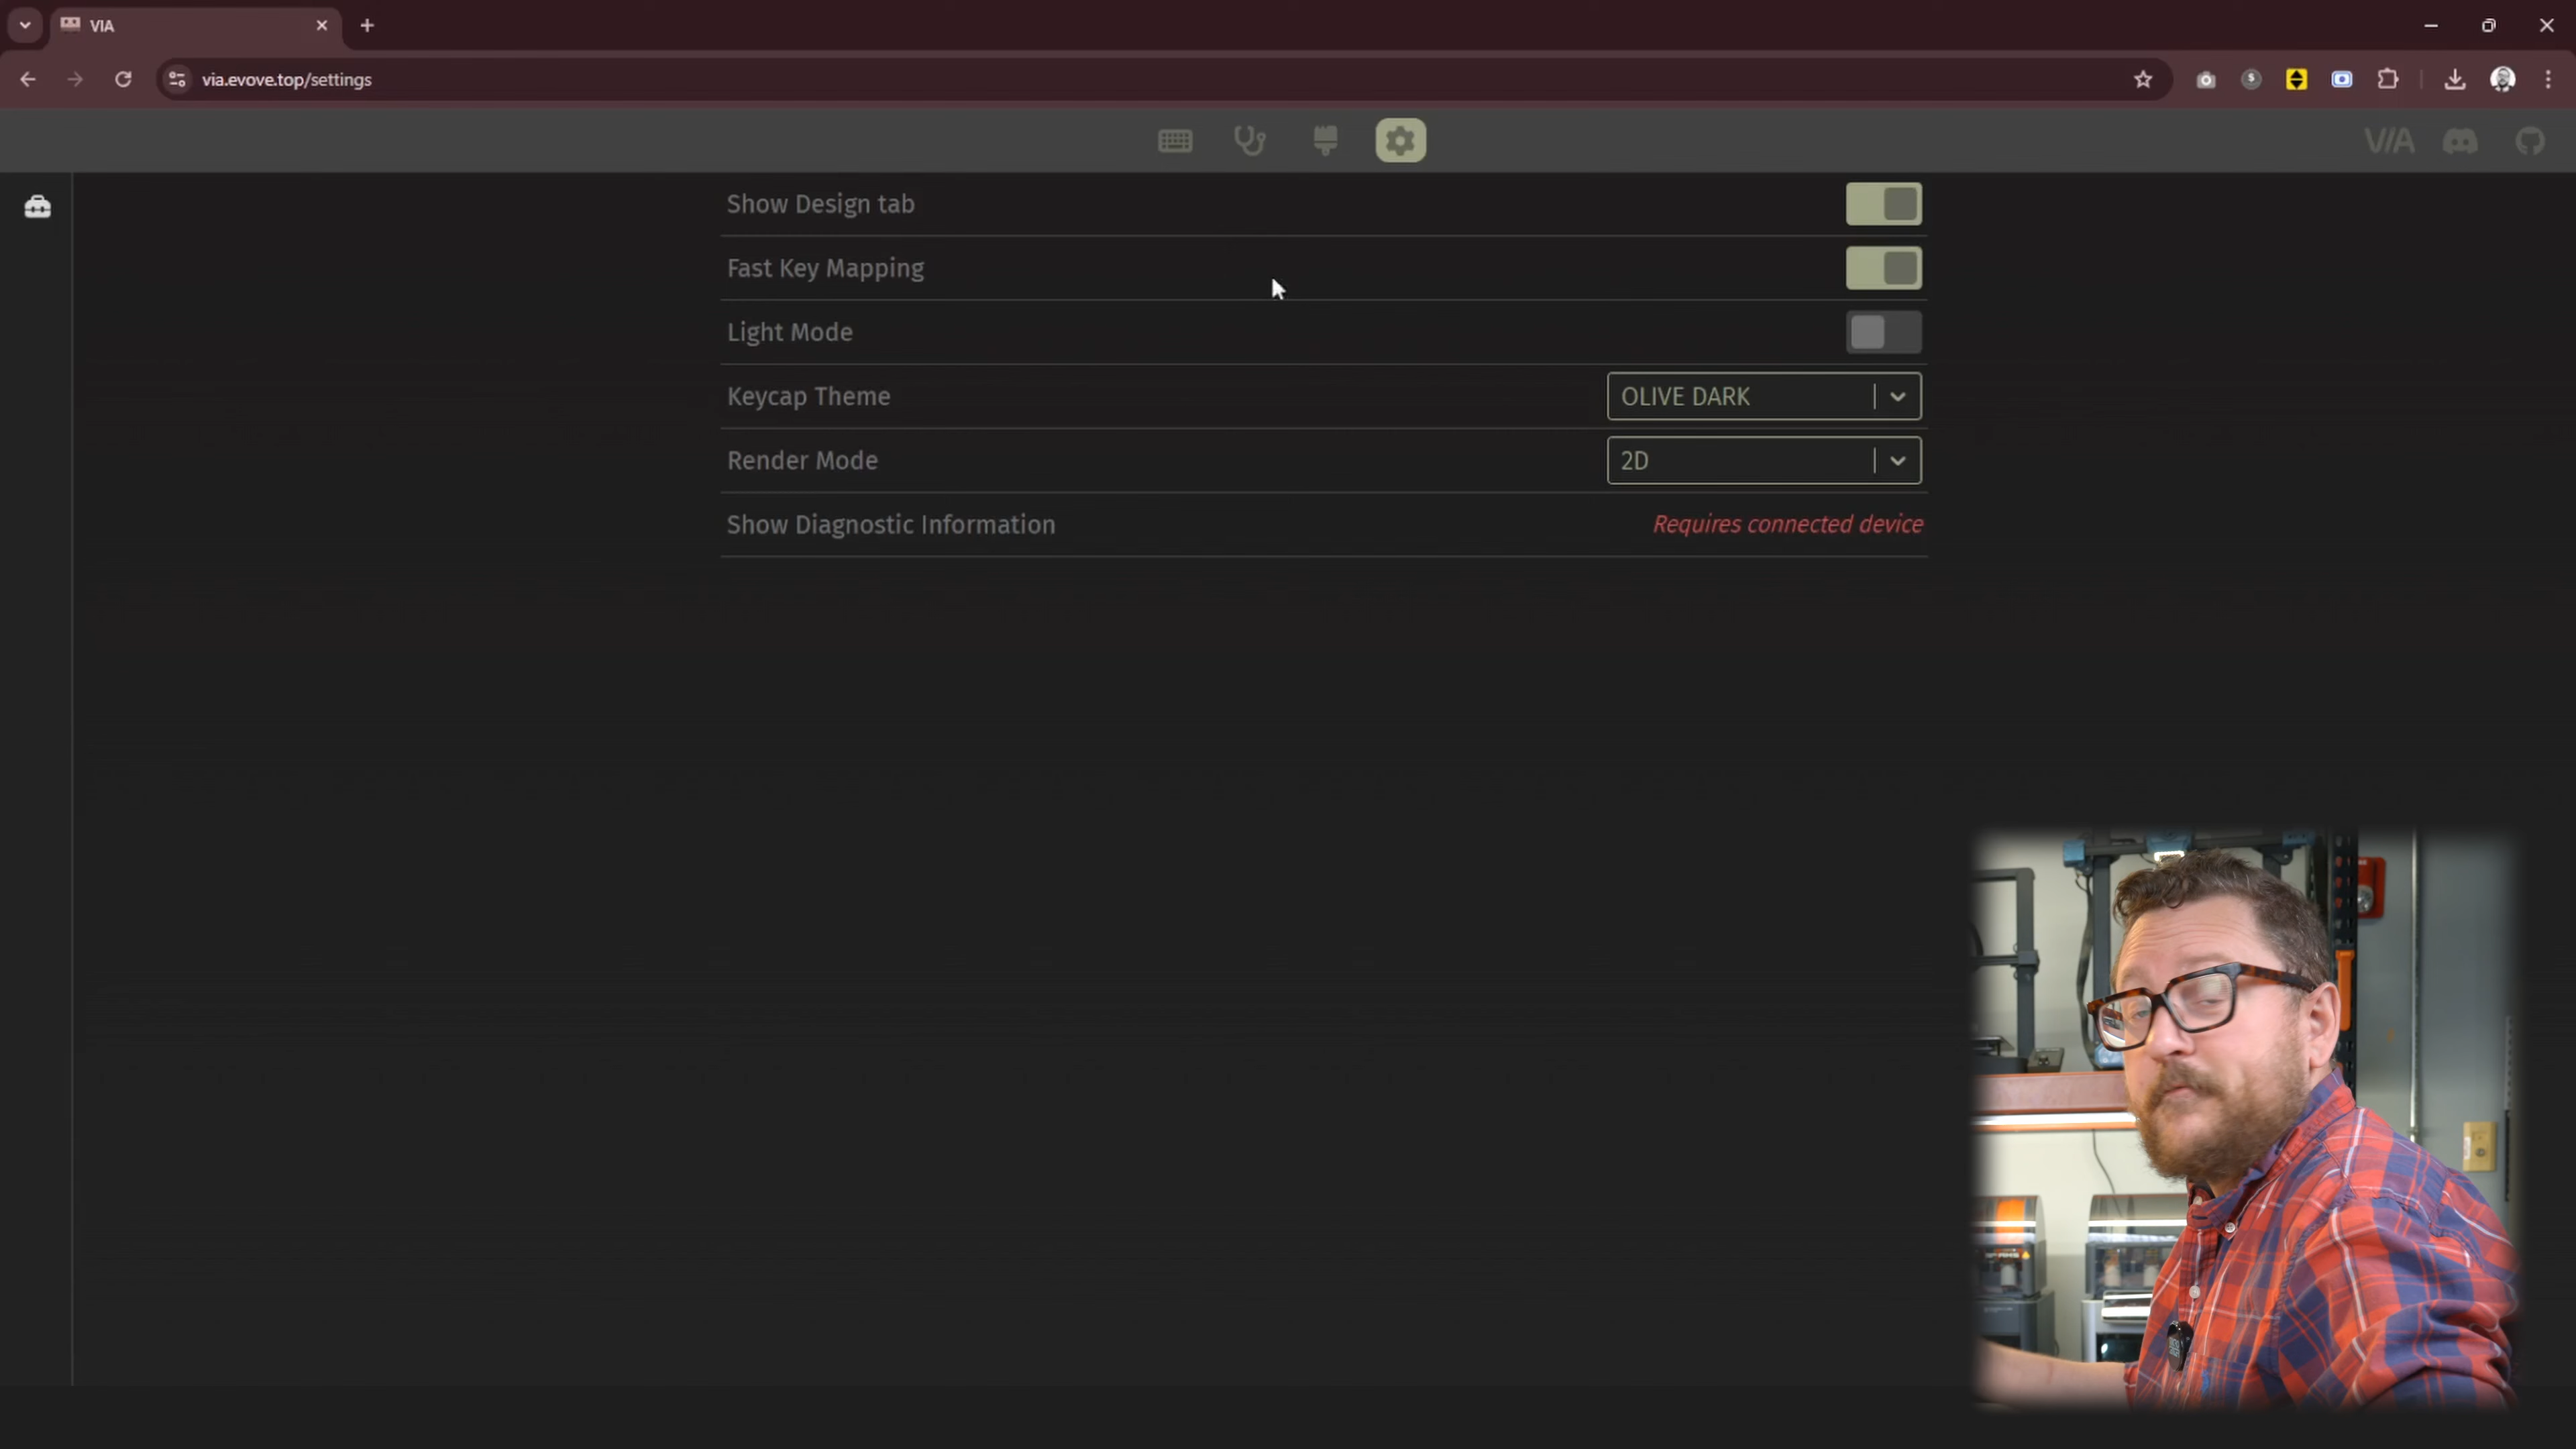 VIA
via.evove.top/settings
VIA
Show Design tab
Fast Key Mapping
Light Mode
Keycap Theme
OLIVE DARK
Render Mode
2D
Show Diagnostic Information
Requires connected device